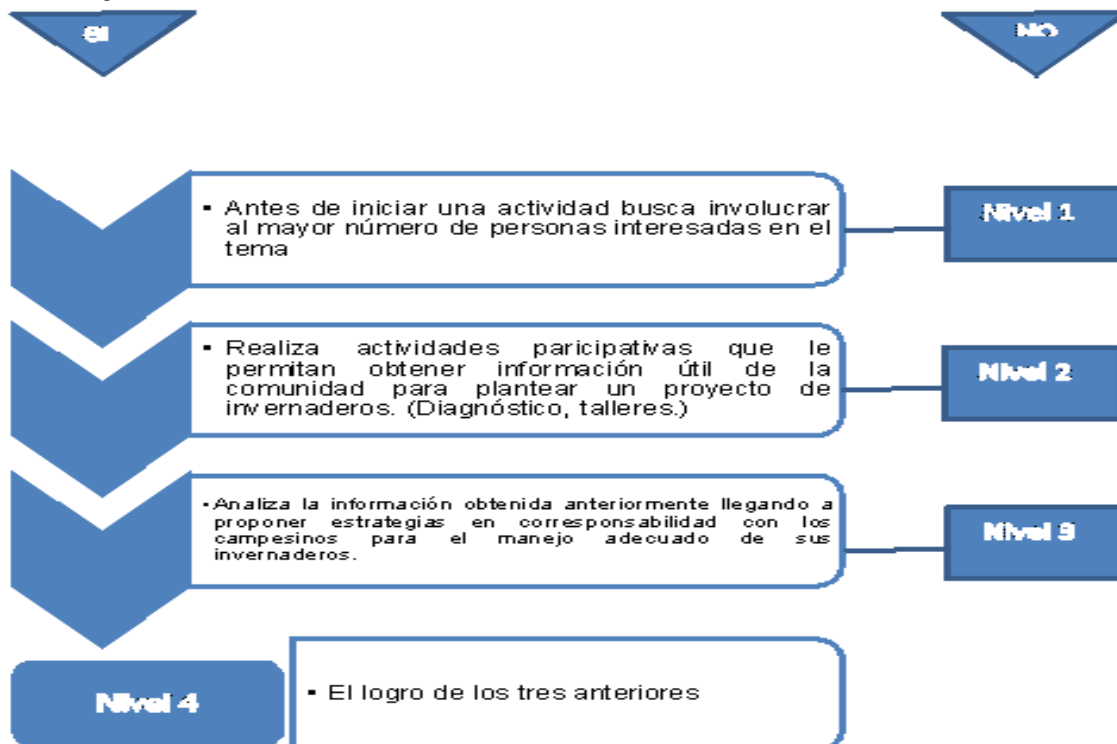 SI
NO
▪ Antes de iniciar una actividad busca involucrar
al mayor número de personas interesadas en el
tema
Nivel 1
▪ Realiza actividades paricipativas que le
permitan obtener información útil de la
comunidad para plantear un proyecto de
invernaderos. (Diagnóstico, talleres.)
Nivel 2
▪Analiza la información obtenida anteriormente llegando a
proponer estrategias en corresponsabilidad con los
campesinos para el manejo adecuado de sus
invernaderos.
Nivel 3
Nivel 4
▪ El logro de los tres anteriores